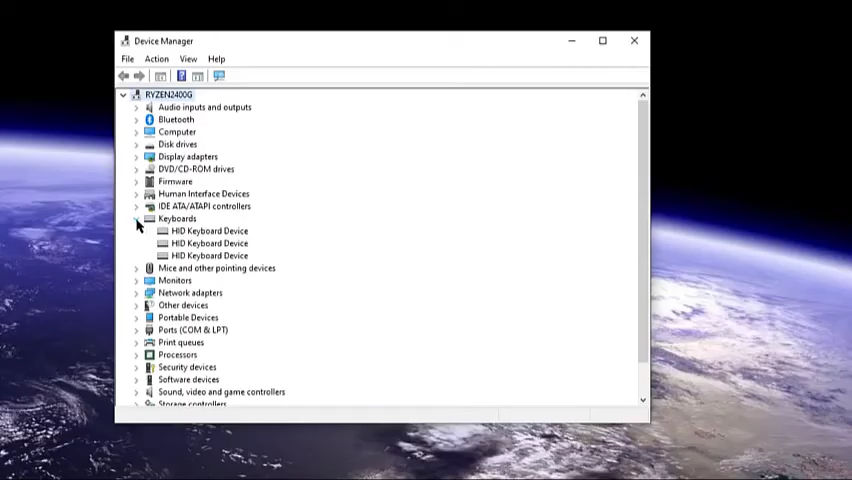 Device Manager
File Action View Help
RYZEN2400G
Audio inputs and outputs
Bluetooth
Computer
Disk drives
Display adapters
DVD/CD-ROM drives
Firmware
Human Interface Devices
IDE ATA/ATAPI controllers
Keyboards
HID Keyboard Device
HID Keyboard Device
HID Keyboard Device
Mice and other pointing devices
Monitors
Network adapters
Other devices
Portable Devices
Ports (COM & LPT)
Print queues
Processors
Security devices
Software devices
Sound, video and game controllers
Storage controllers